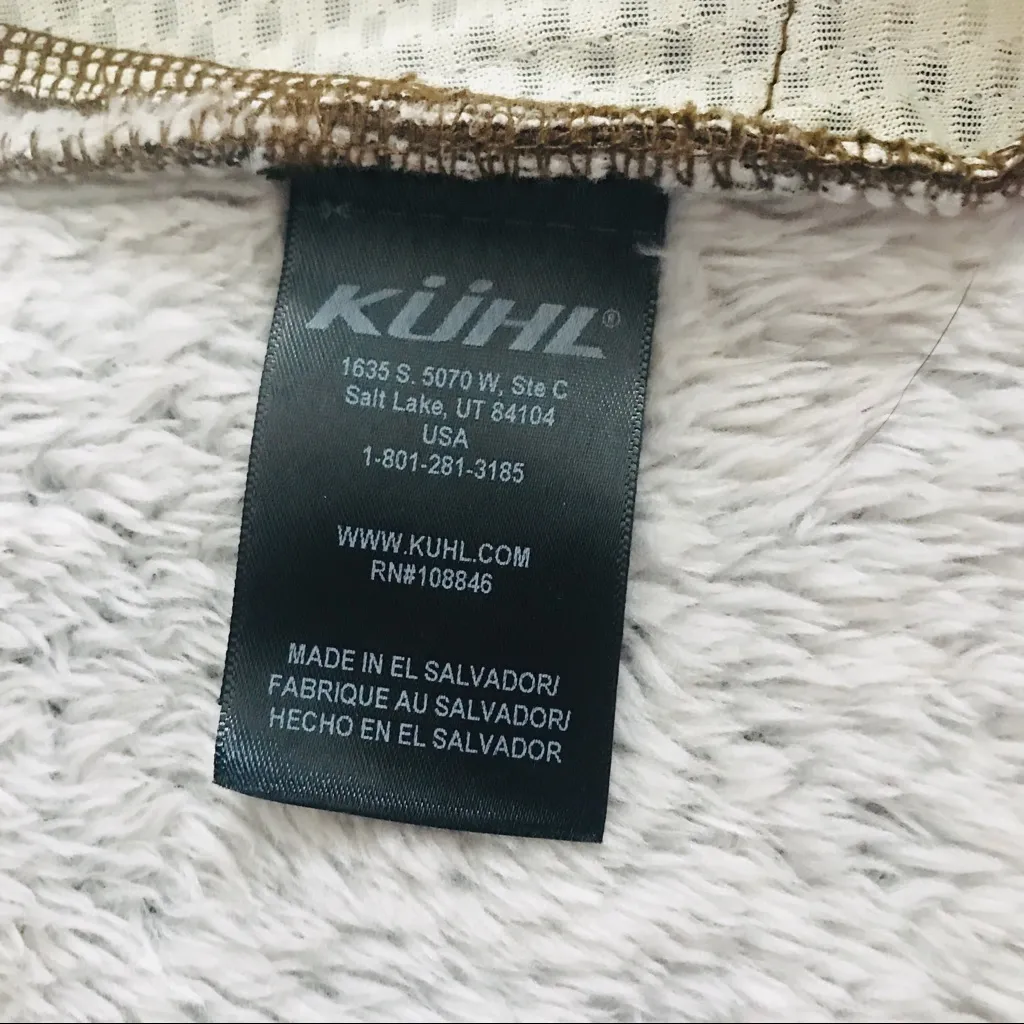 KÜHL®
1635 S. 5070 W, Ste C
Salt Lake, UT 84104
USA
1-801-281-3185
WWW.KUHL.COM
RN#108846
MADE IN EL SALVADOR/
FABRIQUE AU SALVADOR/
HECHO EN EL SALVADOR